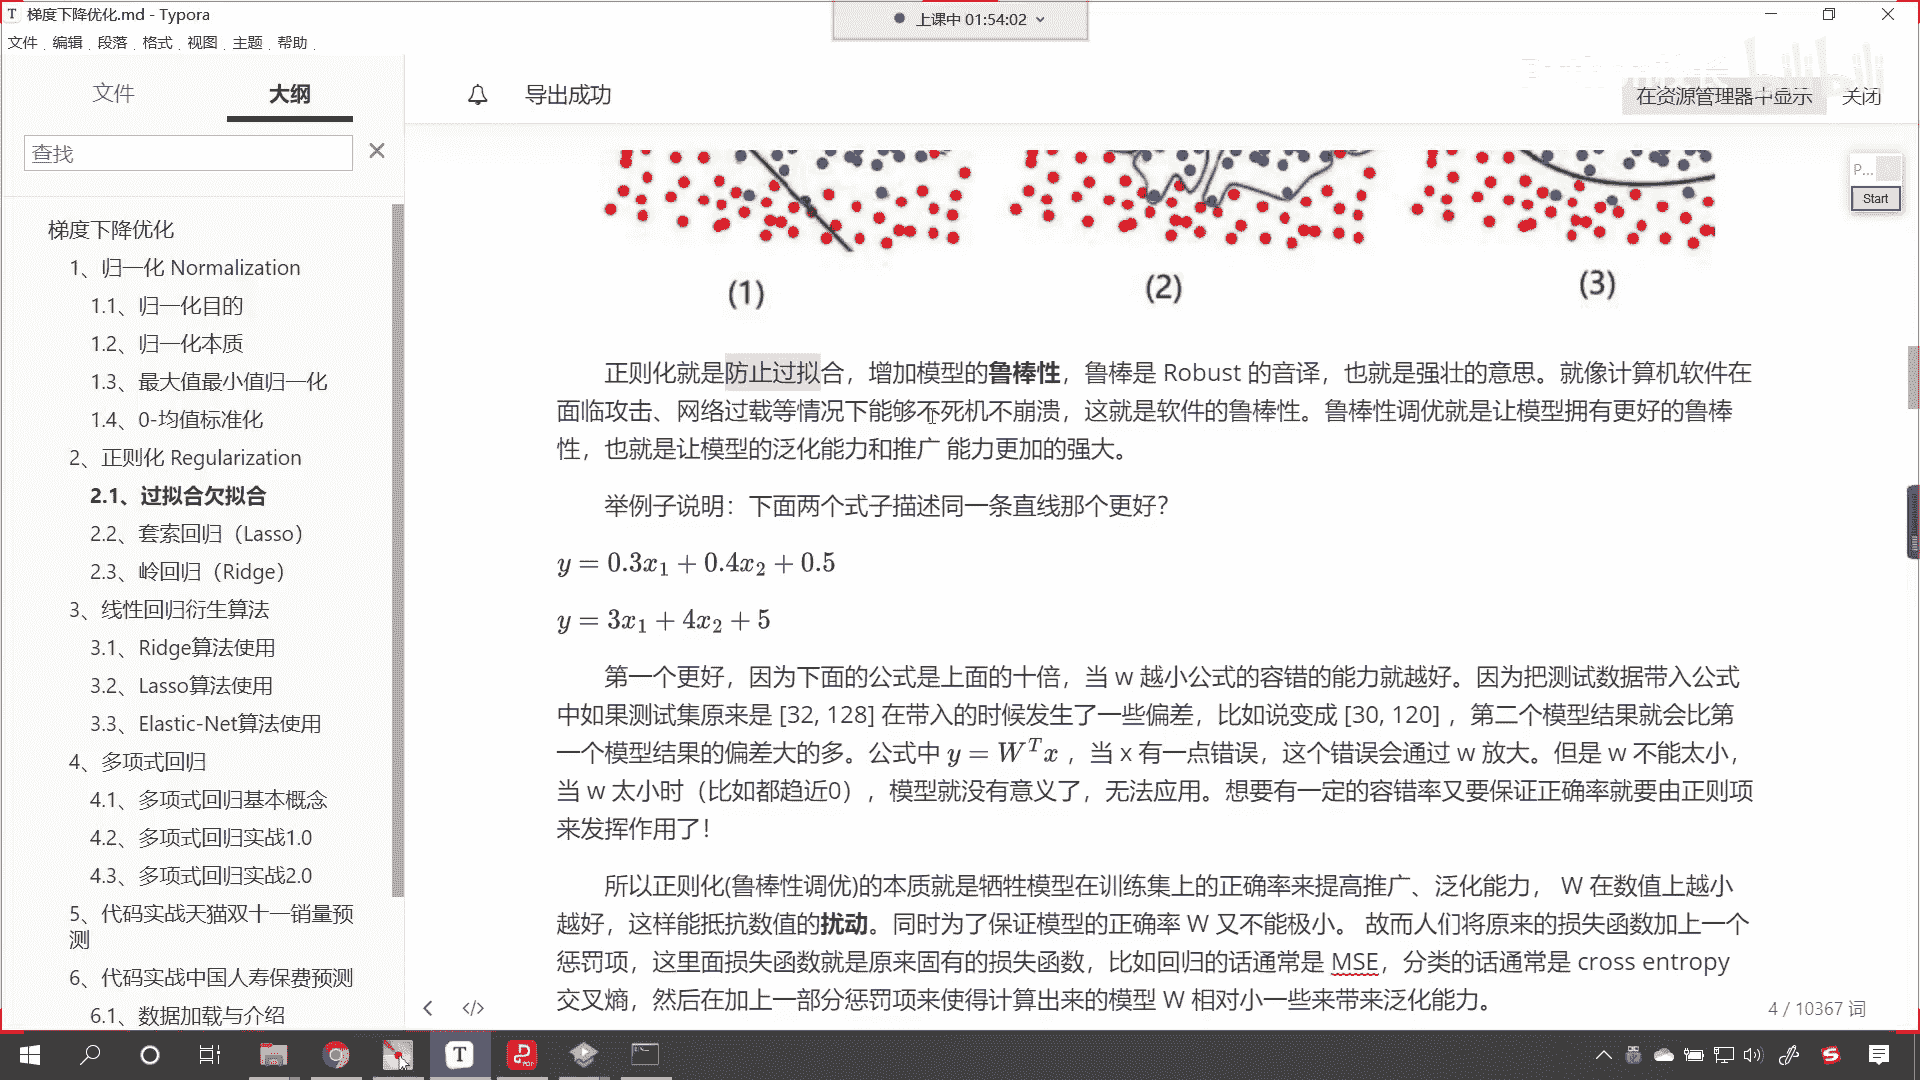 梯度下降优化.md - Typora
上课中 01:54:02
文件 编辑 段落 格式 视图 主题 帮助
文件 大纲
导出成功
在资源管理器中显示 关闭
查找
P...
Start
梯度下降优化
1、归一化 Normalization
1.1、归一化目的
1.2、归一化本质
1.3、最大值最小值归一化
1.4、0-均值标准化
2、正则化 Regularization
2.1、过拟合欠拟合
2.2、套索回归（Lasso）
2.3、岭回归（Ridge）
3、线性回归衍生算法
3.1、Ridge算法使用
3.2、Lasso算法使用
3.3、Elastic-Net算法使用
4、多项式回归
4.1、多项式回归基本概念
4.2、多项式回归实战1.0
4.3、多项式回归实战2.0
5、代码实战天猫双十一销量预
测
6、代码实战中国人寿保费预测
6.1、数据加载与介绍
(1) (2) (3)
正则化就是防止过拟合，增加模型的鲁棒性，鲁棒是 Robust 的音译，也就是强壮的意思。就像计算机软件在
面临攻击、网络过载等情况下能够不死机不崩溃，这就是软件的鲁棒性。鲁棒性调优就是让模型拥有更好的鲁棒
性，也就是让模型的泛化能力和推广 能力更加的强大。
举例子说明：下面两个式子描述同一条直线那个更好？
y = 0.3x₁ + 0.4x₂ + 0.5
y = 3x₁ + 4x₂ + 5
第一个更好，因为下面的公式是上面的十倍，当 w 越小公式的容错的能力就越好。因为把测试数据带入公式
中如果测试集原来是 [32, 128] 在带入的时候发生了一些偏差，比如说变成 [30, 120] ，第二个模型结果就会比第
一个模型结果的偏差大的多。公式中 y = Wᵀx ，当 x 有一点错误，这个错误会通过 w 放大。但是 w 不能太小，
当 w 太小时（比如都趋近0），模型就没有意义了，无法应用。想要有一定的容错率又要保证正确率就要由正则项
来发挥作用了！
所以正则化(鲁棒性调优)的本质就是牺牲模型在训练集上的正确率来提高推广、泛化能力， W 在数值上越小
越好，这样能抵抗数值的扰动。同时为了保证模型的正确率 W 又不能极小。 故而人们将原来的损失函数加上一个
惩罚项，这里面损失函数就是原来固有的损失函数，比如回归的话通常是 MSE，分类的话通常是 cross entropy
交叉熵，然后在加上一部分惩罚项来使得计算出来的模型 W 相对小一些来带来泛化能力。
4 / 10367 词